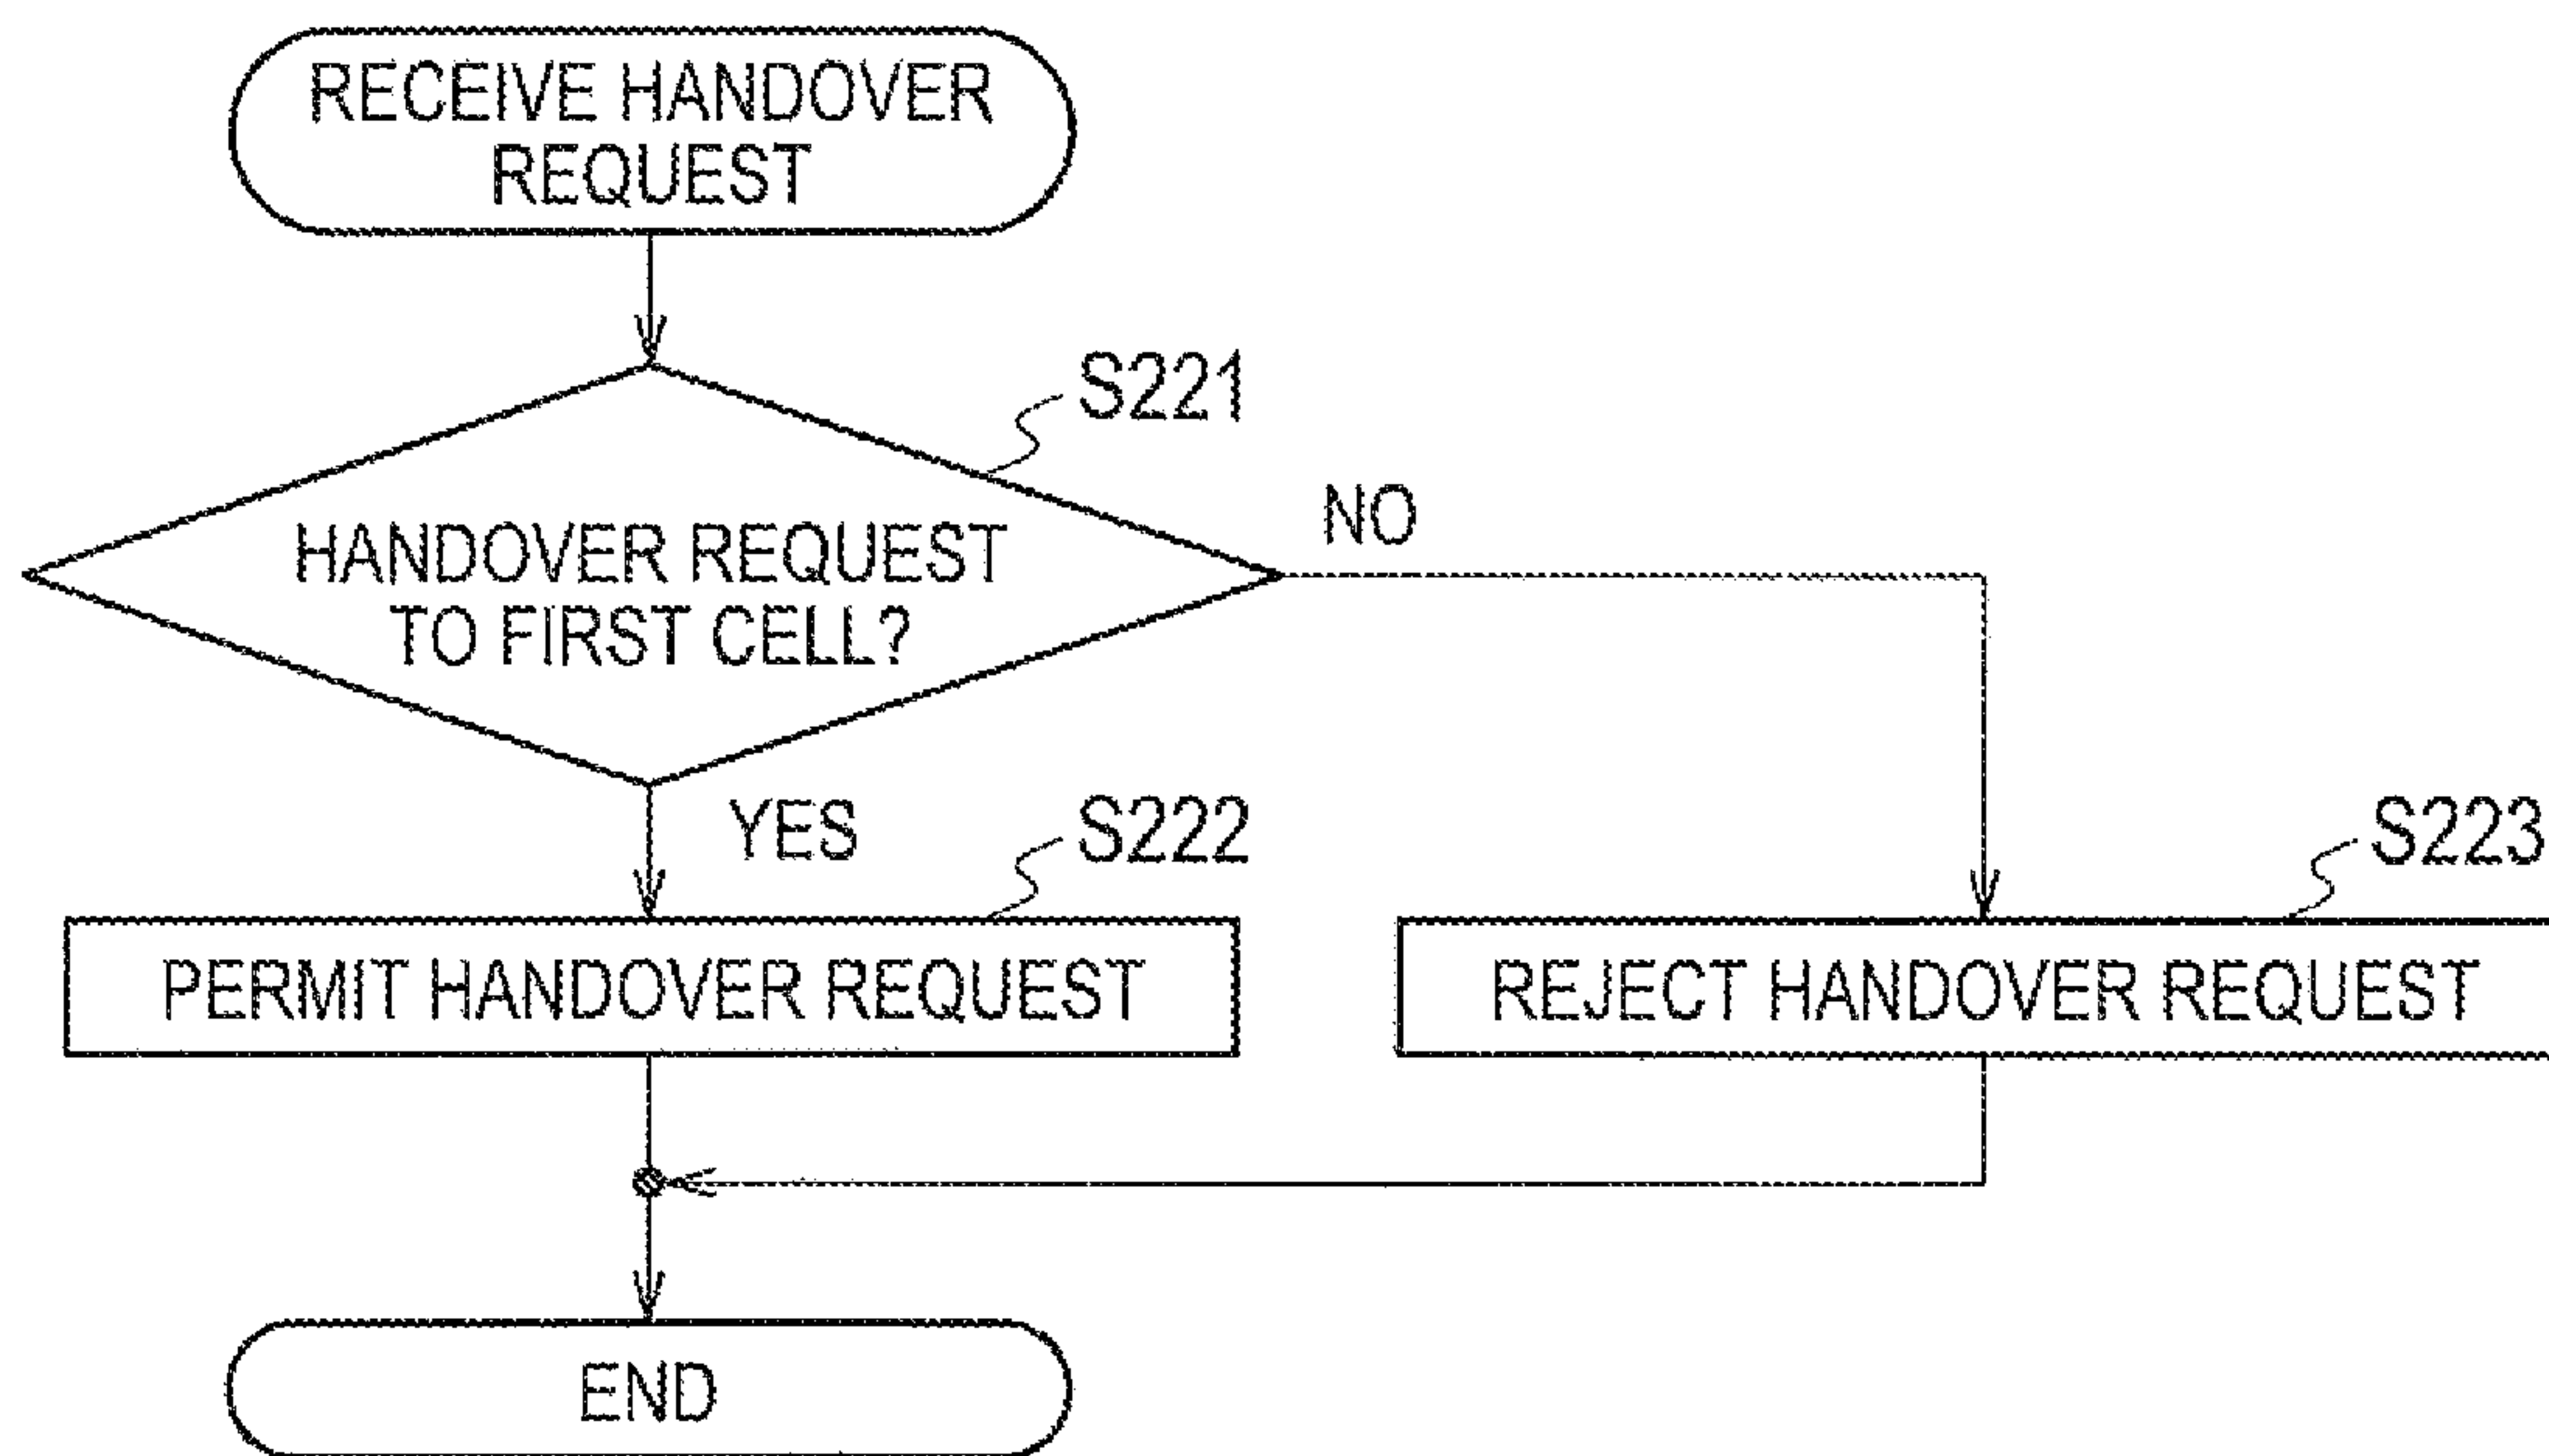 RECEIVE HANDOVER
REQUEST
S221
HANDOVER REQUEST
TO FIRST CELL?
NO
YES
S222
S223
PERMIT HANDOVER REQUEST
REJECT HANDOVER REQUEST
END